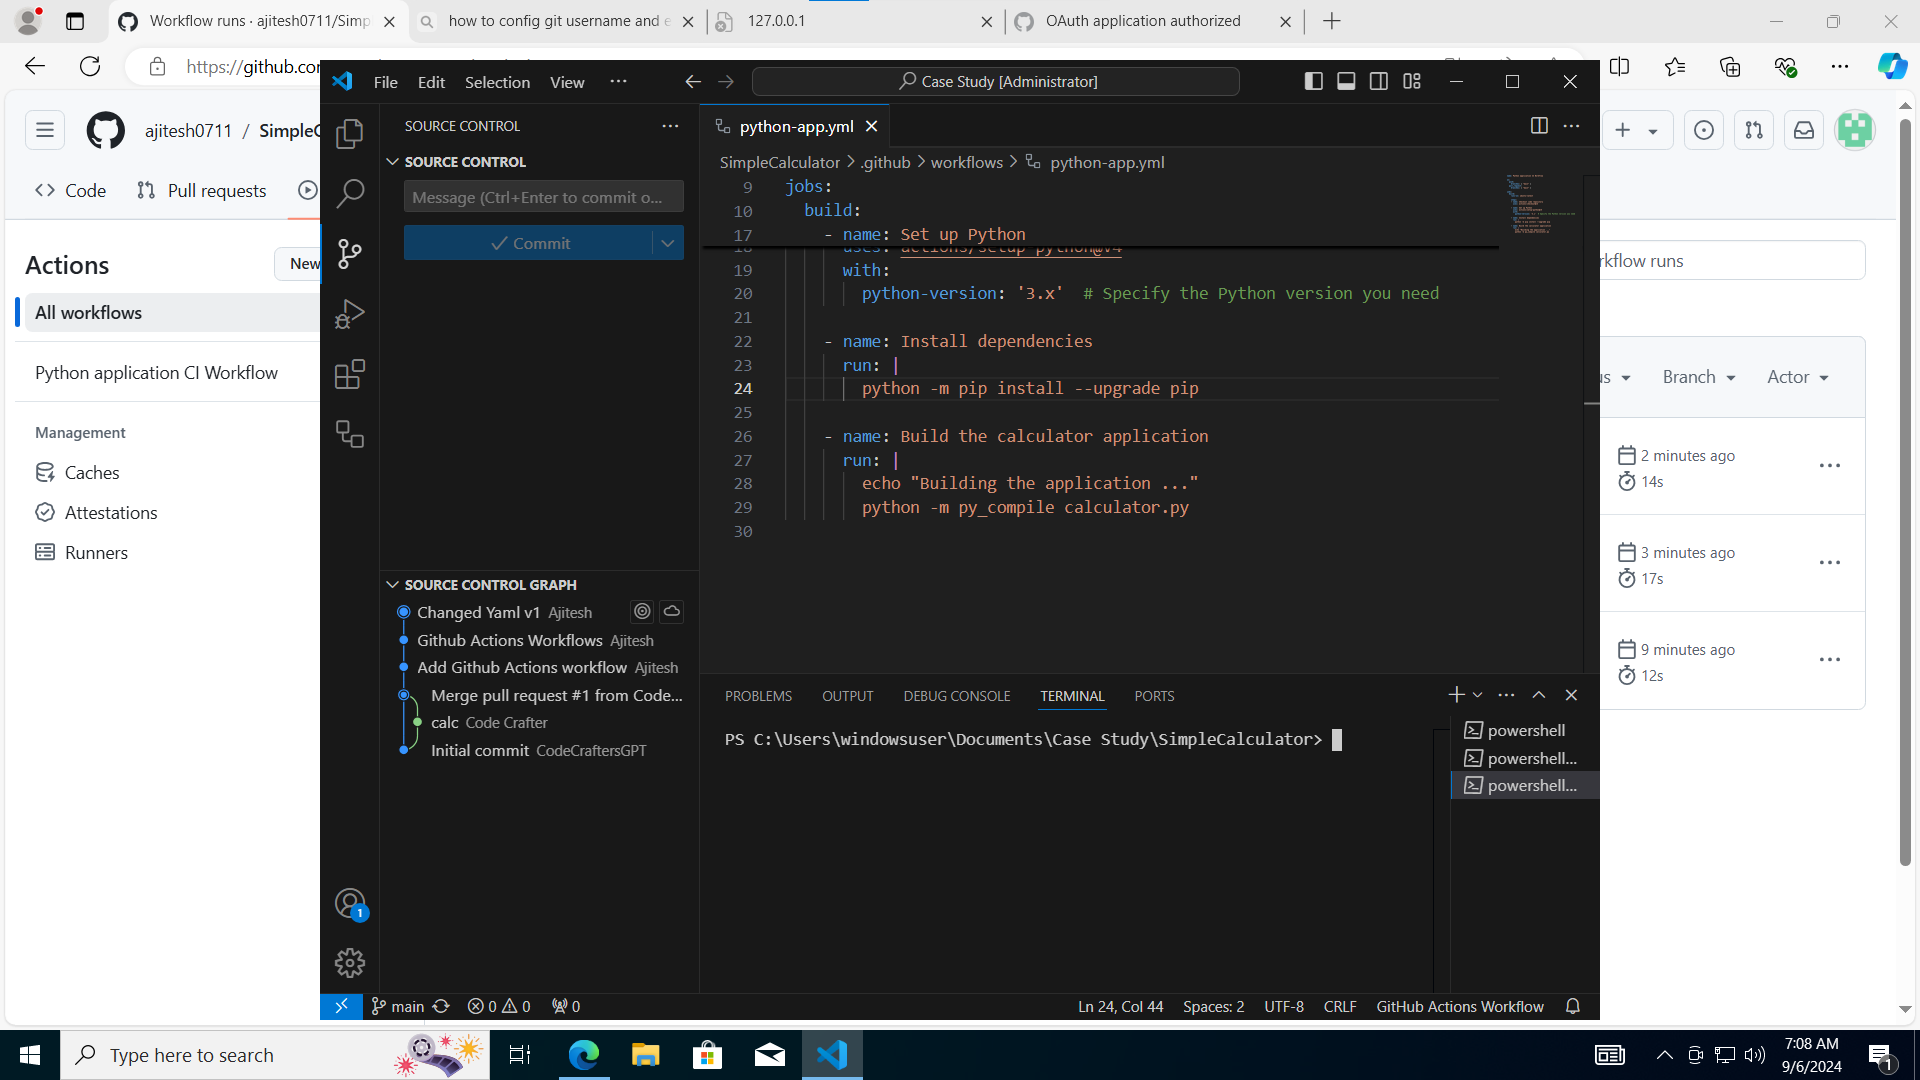 Workflow runs · ajitesh0711/Simp
how to config git username and e
127.0.0.1
OAuth application authorized
https://github.co
File Edit Selection View
Case Study [Administrator]
ajitesh0711 / SimpleC
Code Pull requests
Actions
New
All workflows
Python application CI Workflow
Management
Caches
Attestations
Runners
SOURCE CONTROL
SOURCE CONTROL
Message (Ctrl+Enter to commit o...
Commit
SOURCE CONTROL GRAPH
Changed Yaml v1 Ajitesh
Github Actions Workflows Ajitesh
Add Github Actions workflow Ajitesh
Merge pull request #1 from Code...
calc Code Crafter
Initial commit CodeCraftersGPT
1
python-app.yml
SimpleCalculator > .github > workflows > python-app.yml
9 jobs:
10 build:
17 - name: Set up Python
18 uses: actions/setup-python@v4
19 with:
20 python-version: '3.x' # Specify the Python version you need
21
22 - name: Install dependencies
23 run: |
24 python -m pip install --upgrade pip
25
26 - name: Build the calculator application
27 run: |
28 echo "Building the application ..."
29 python -m py_compile calculator.py
30
PROBLEMS OUTPUT DEBUG CONSOLE TERMINAL PORTS
PS C:\Users\windowsuser\Documents\Case Study\SimpleCalculator>
powershell
powershell...
powershell...
main 0 0 0
Ln 24, Col 44 Spaces: 2 UTF-8 CRLF GitHub Actions Workflow
rkflow runs
us Branch Actor
2 minutes ago
14s
3 minutes ago
17s
9 minutes ago
12s
Type here to search
7:08 AM
9/6/2024
1